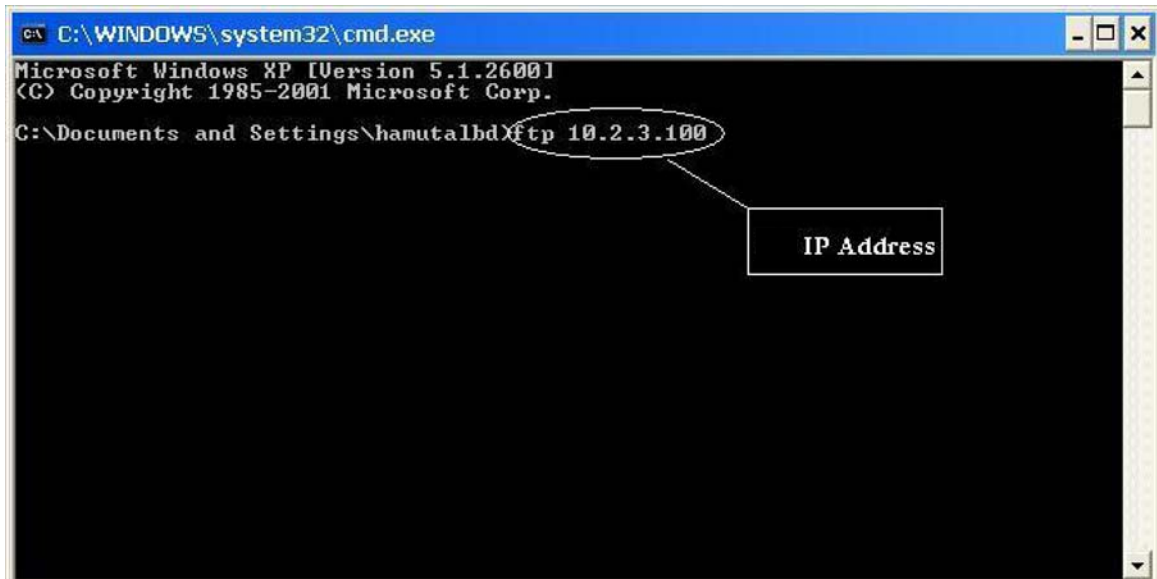 C:\WINDOWS\system32\cmd.exe
Microsoft Windows XP [Version 5.1.2600]
(C) Copyright 1985-2001 Microsoft Corp.
C:\Documents and Settings\hamutalbd>ftp 10.2.3.100
IP Address